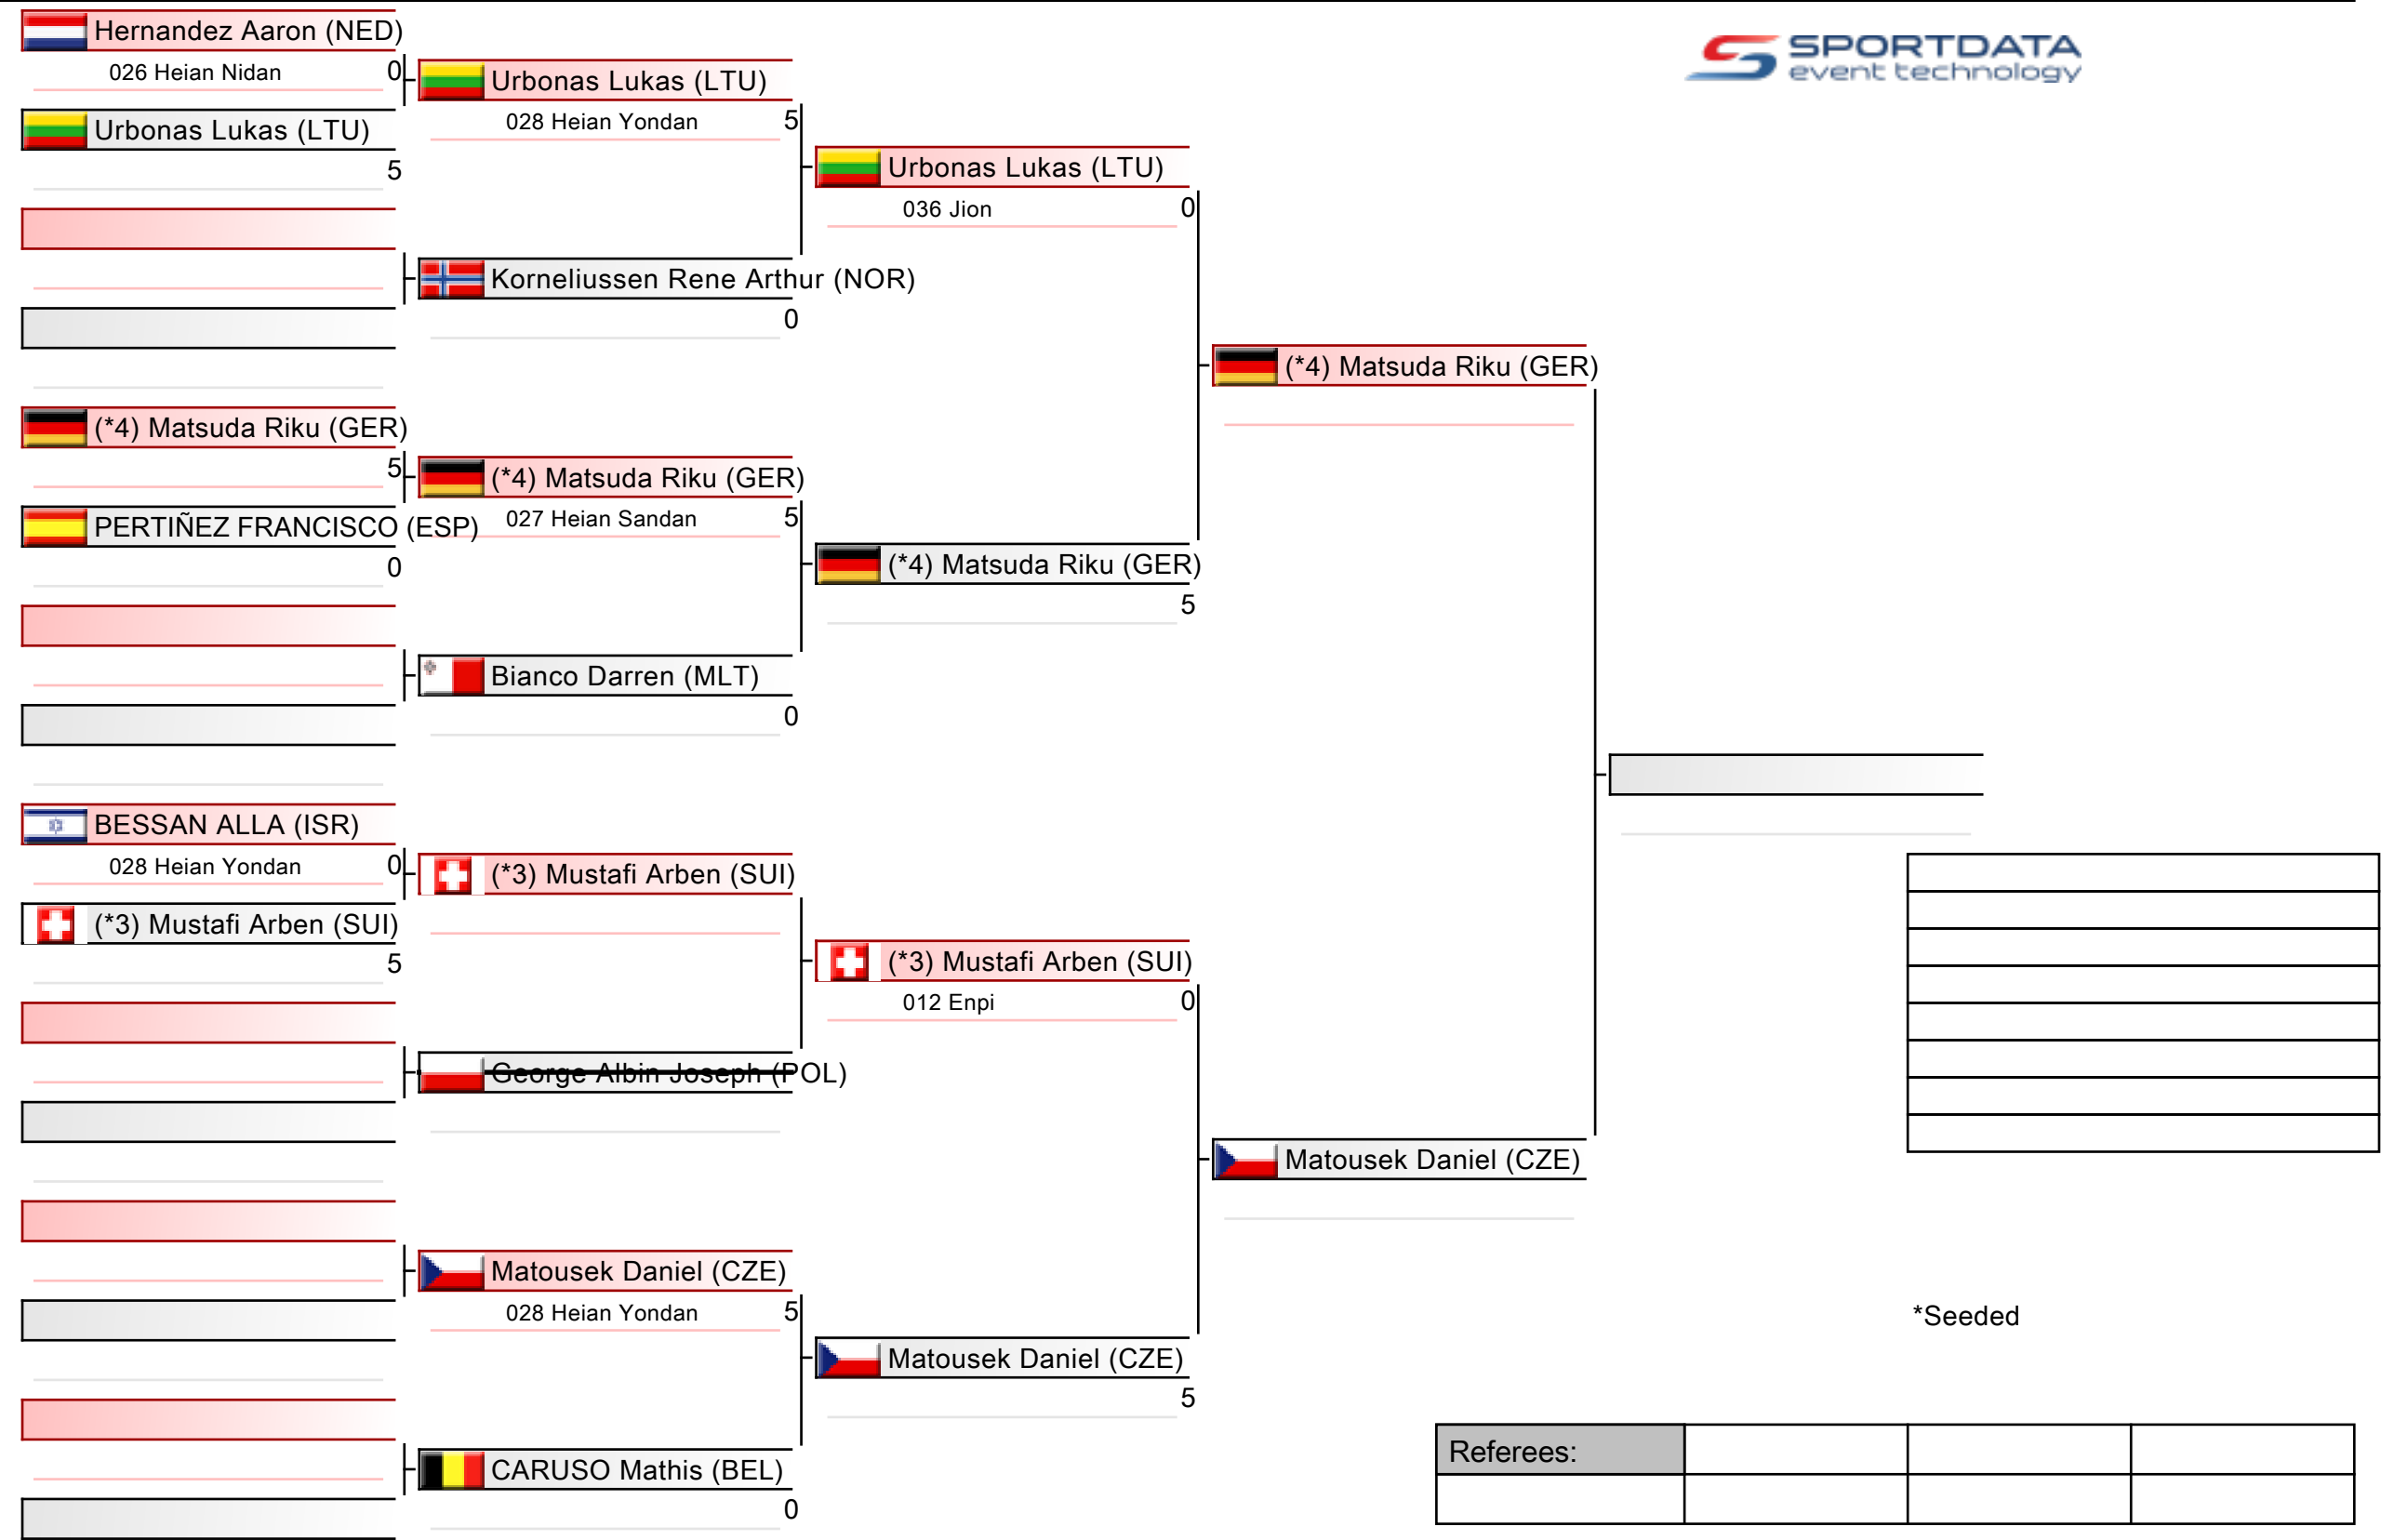 Hernandez Aaron (NED)
026 Heian Nidan
0
Urbonas Lukas (LTU)
5
(*4) Matsuda Riku (GER)
5
PERTIÑEZ FRANCISCO (ESP)
0
BESSAN ALLA (ISR)
028 Heian Yondan
0
(*3) Mustafi Arben (SUI)
5
Urbonas Lukas (LTU)
028 Heian Yondan
5
Korneliussen Rene Arthur (NOR)
0
(*4) Matsuda Riku (GER)
027 Heian Sandan
5
Bianco Darren (MLT)
0
(*3) Mustafi Arben (SUI)
George Albin Joseph (POL)
Matousek Daniel (CZE)
028 Heian Yondan
5
CARUSO Mathis (BEL)
0
Urbonas Lukas (LTU)
036 Jion
0
(*4) Matsuda Riku (GER)
5
(*3) Mustafi Arben (SUI)
012 Enpi
0
Matousek Daniel (CZE)
5
(*4) Matsuda Riku (GER)
Matousek Daniel (CZE)
SPORTDATA
event technology
*Seeded
Referees: